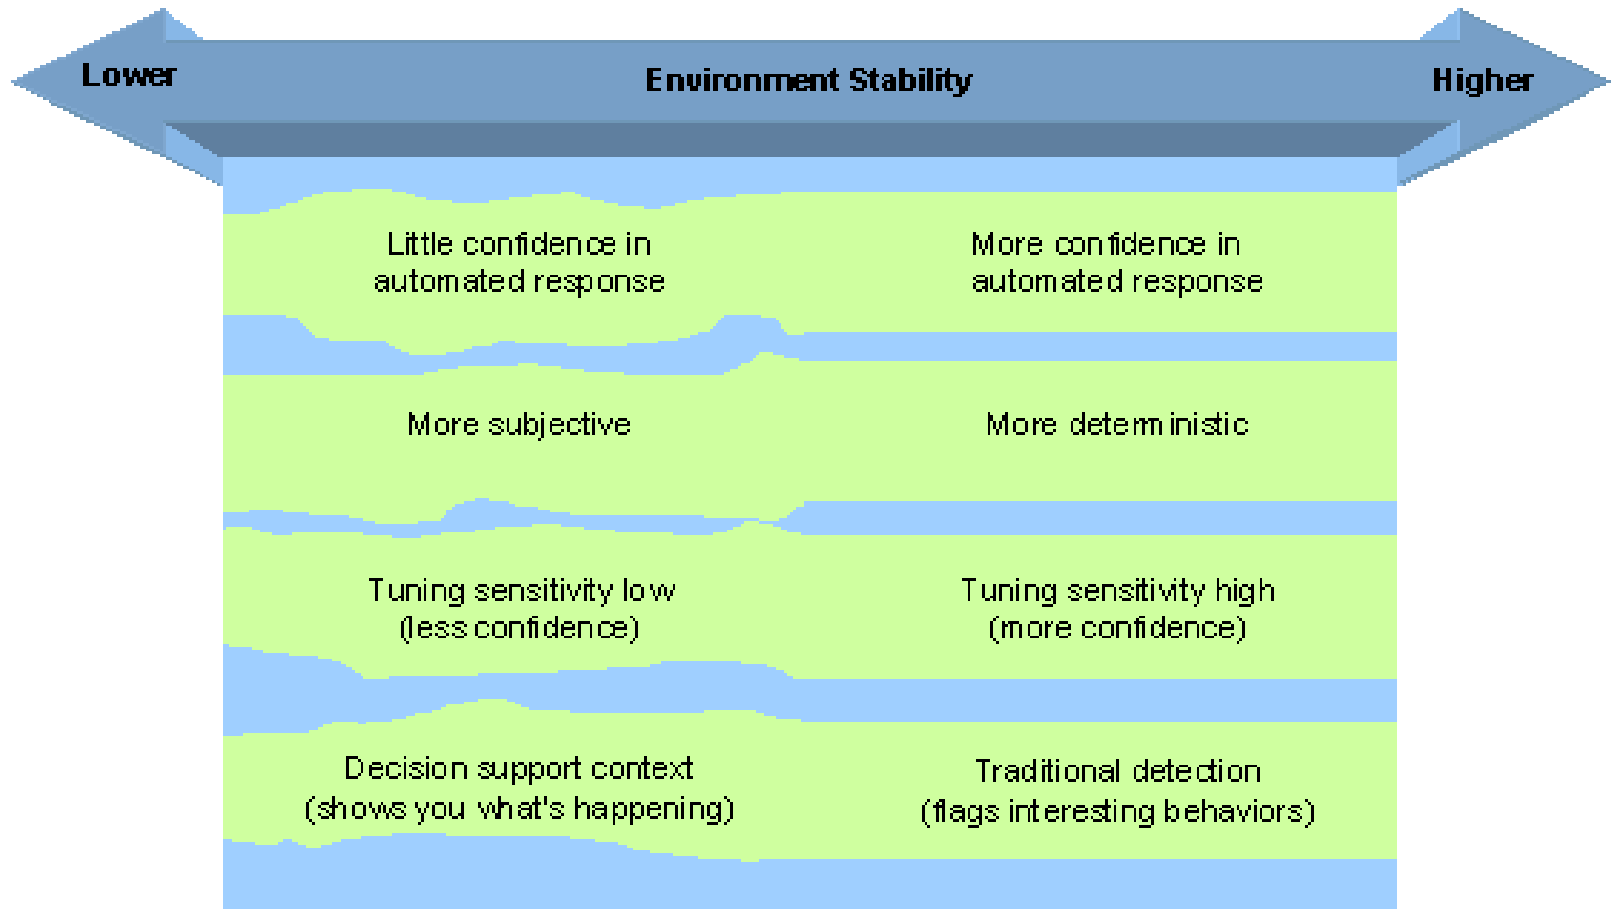 Lower
Environment Stability
Higher
Little confidence in
automated response
More confidence in
automated response
More subjective
More deterministic
Tuning sensitivity low
(less confidence)
Tuning sensitivity high
(more confidence)
Decision support context
(shows you what's happening)
Traditional detection
(flags interesting behaviors)